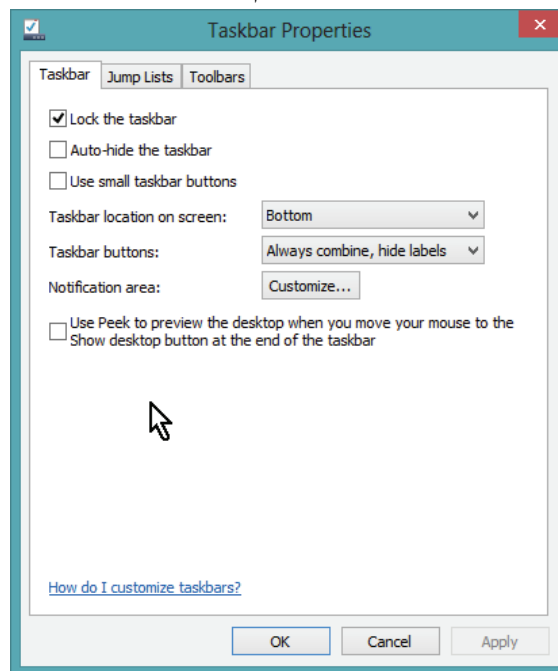 Taskbar Properties
Taskbar Jump Lists Toolbars
Lock the taskbar
Auto-hide the taskbar
Use small taskbar buttons
Taskbar location on screen: Bottom
Taskbar buttons: Always combine, hide labels
Notification area: Customize...
Use Peek to preview the desktop when you move your mouse to the
Show desktop button at the end of the taskbar
How do I customize taskbars?
OK Cancel Apply